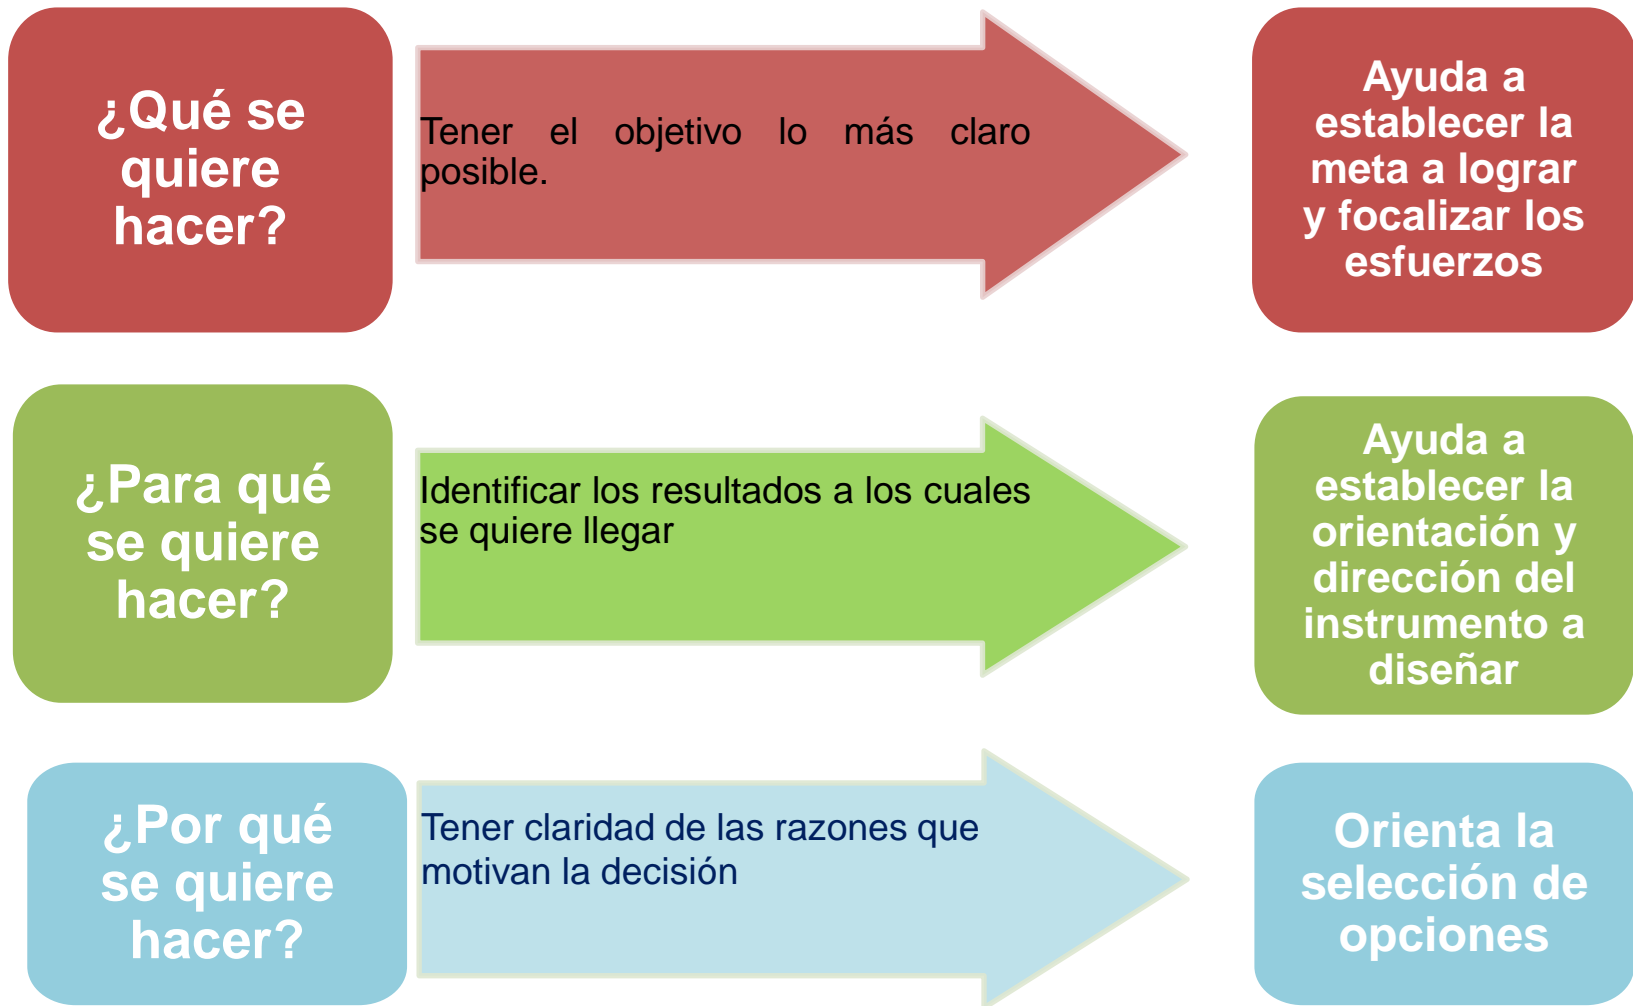 ¿Qué se
quiere
hacer?
Tener el objetivo lo más claro
posible.
Ayuda a
establecer la
meta a lograr
y focalizar los
esfuerzos
¿Para qué
se quiere
hacer?
Identificar los resultados a los cuales
se quiere llegar
Ayuda a
establecer la
orientación y
dirección del
instrumento a
diseñar
¿Por qué
se quiere
hacer?
Tener claridad de las razones que
motivan la decisión
Orienta la
selección de
opciones